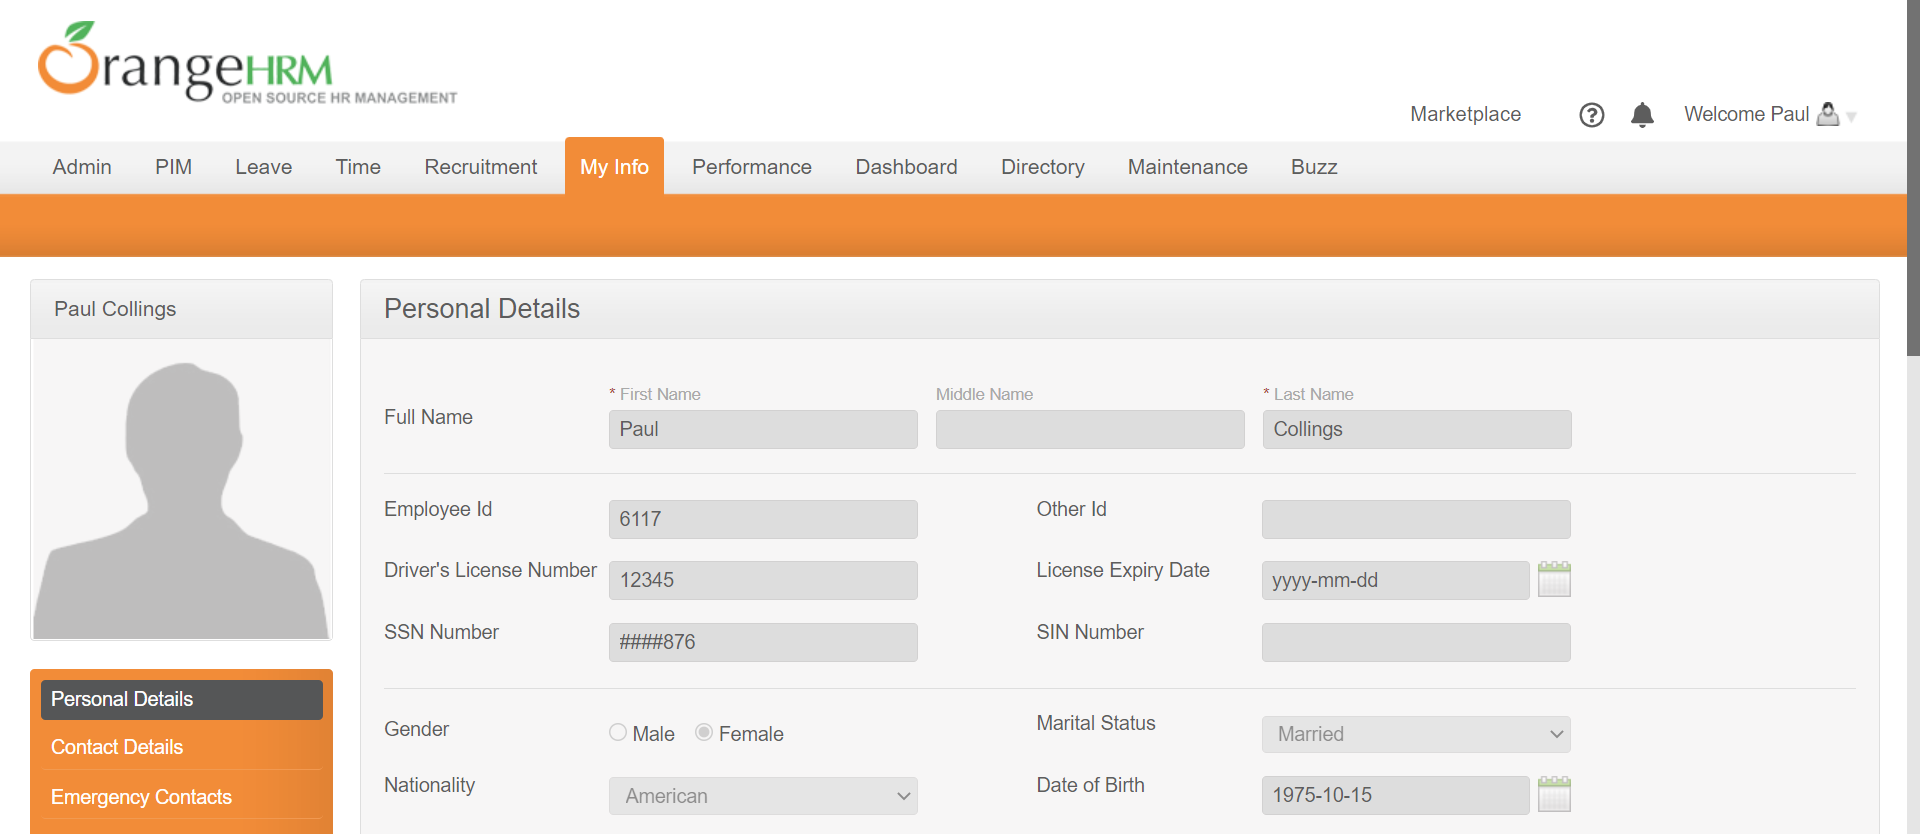 OrangeHRM
OPEN SOURCE HR MANAGEMENT
Marketplace ? Welcome Paul
Admin PIM Leave Time Recruitment My Info Performance Dashboard Directory Maintenance Buzz
Paul Collings
Personal Details
* First Name Middle Name * Last Name
Full Name
Paul Collings
Employee Id 6117 Other Id
Driver's License Number 12345 License Expiry Date yyyy-mm-dd
SSN Number ####876 SIN Number
Personal Details
Gender Male Female Marital Status Married
Contact Details
Nationality American Date of Birth 1975-10-15
Emergency Contacts